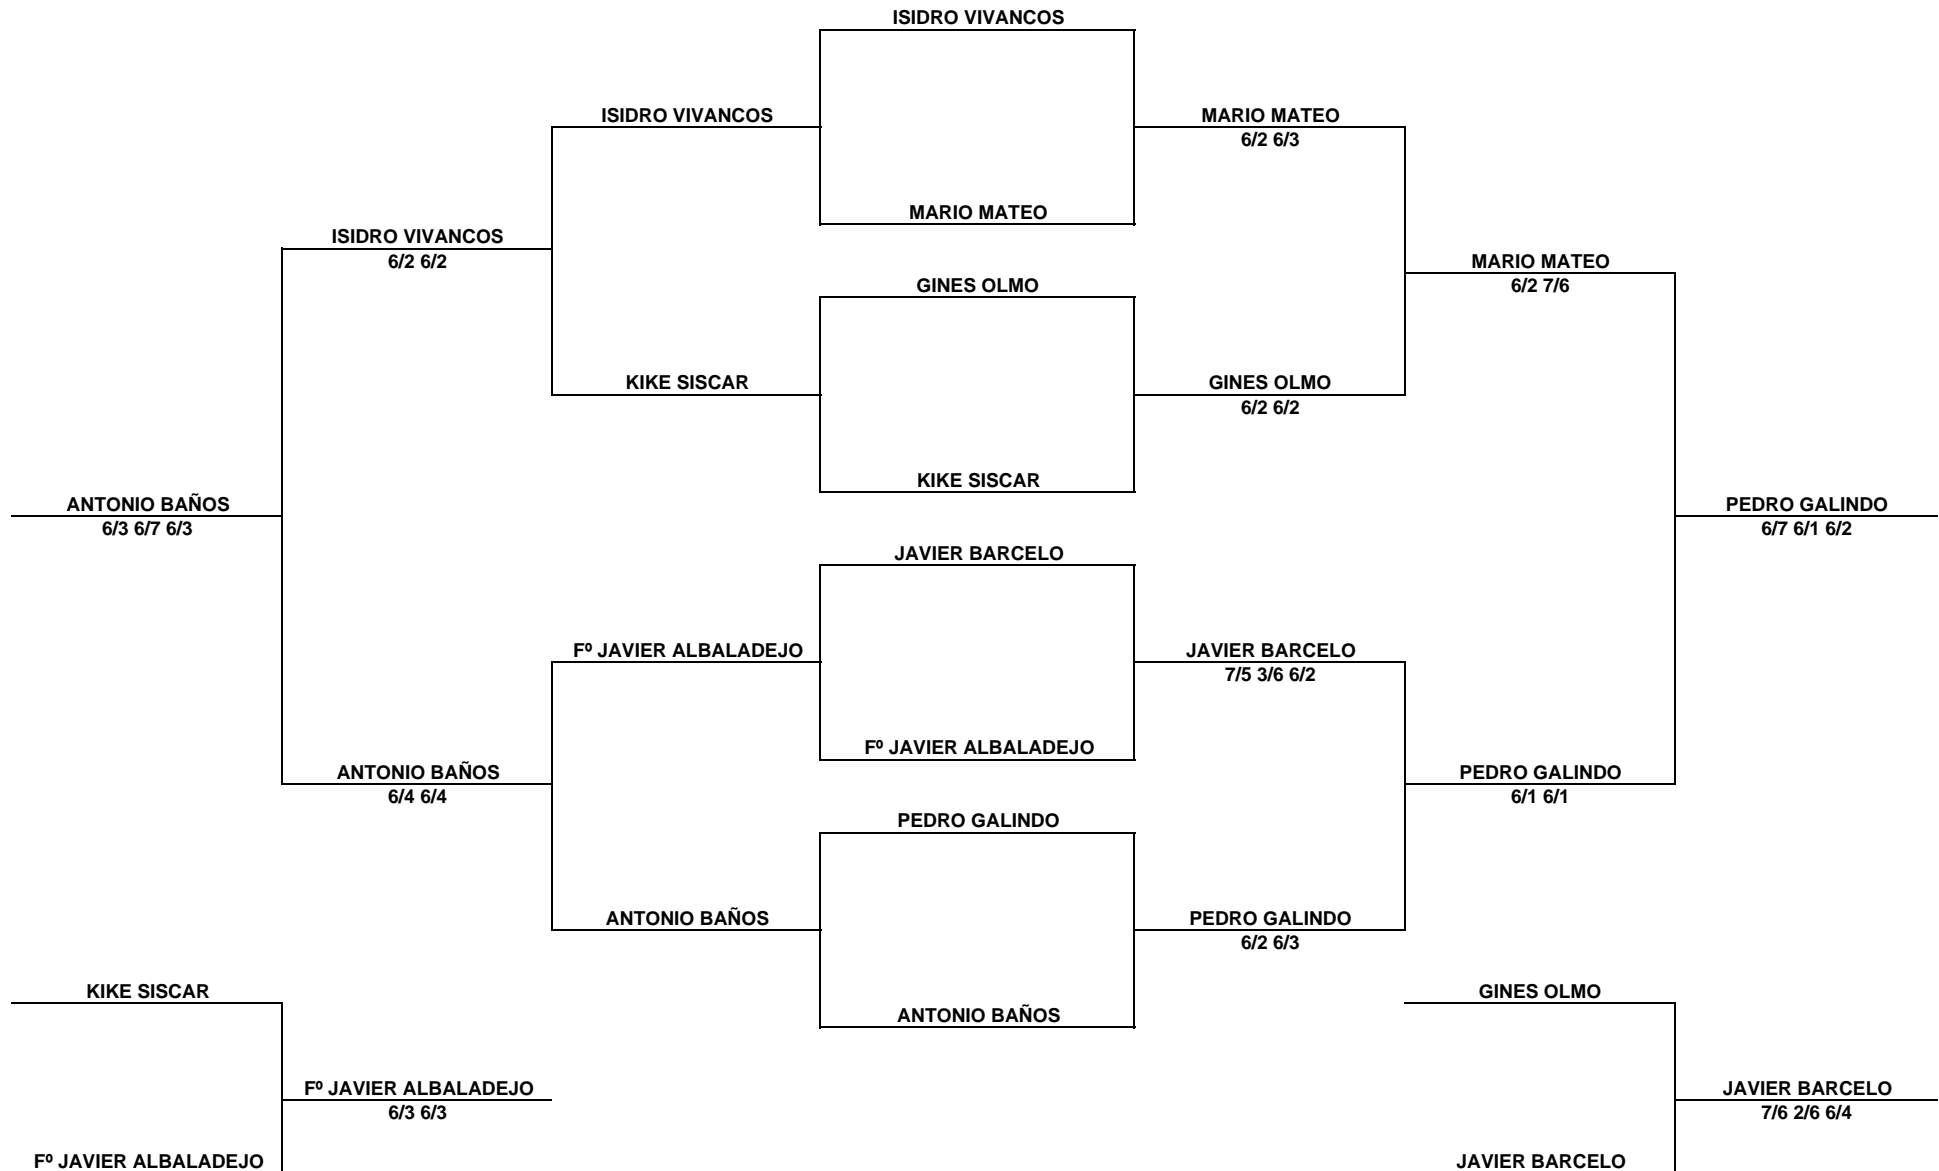 ISIDRO VIVANCOS
ISIDRO VIVANCOS
MARIO MATEO
6/2 6/3
MARIO MATEO
ISIDRO VIVANCOS
6/2 6/2
MARIO MATEO
6/2 7/6
GINES OLMO
KIKE SISCAR
GINES OLMO
6/2 6/2
KIKE SISCAR
ANTONIO BAÑOS
6/3 6/7 6/3
PEDRO GALINDO
6/7 6/1 6/2
JAVIER BARCELO
Fº JAVIER ALBALADEJO
JAVIER BARCELO
7/5 3/6 6/2
Fº JAVIER ALBALADEJO
ANTONIO BAÑOS
6/4 6/4
PEDRO GALINDO
6/1 6/1
PEDRO GALINDO
ANTONIO BAÑOS
PEDRO GALINDO
6/2 6/3
KIKE SISCAR
GINES OLMO
ANTONIO BAÑOS
Fº JAVIER ALBALADEJO
6/3 6/3
JAVIER BARCELO
7/6 2/6 6/4
Fº JAVIER ALBALADEJO
JAVIER BARCELO